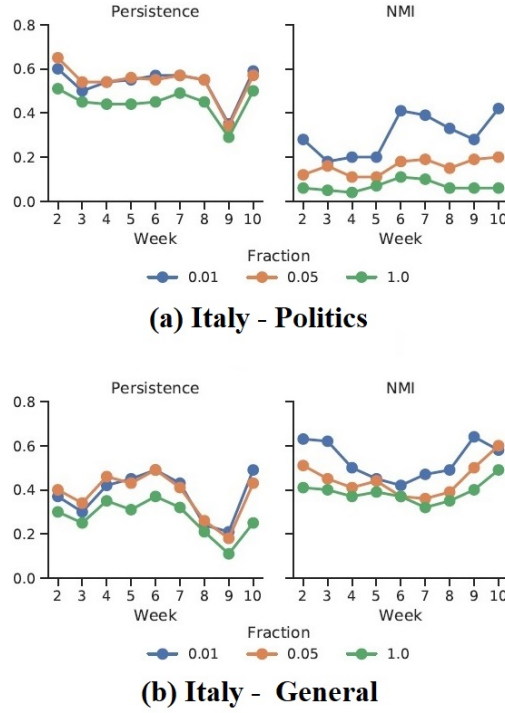 Persistence NMI
0.8
0.6
0.4
0.2
0.0
2 3 4 5 6 7 8 9 10 2 3 4 5 6 7 8 9 10
Week Week
Fraction
0.01 0.05 1.0
(a) Italy - Politics
Persistence NMI
0.8
0.6
0.4
0.2
0.0
2 3 4 5 6 7 8 9 10 2 3 4 5 6 7 8 9 10
Week Week
Fraction
0.01 0.05 1.0
(b) Italy - General